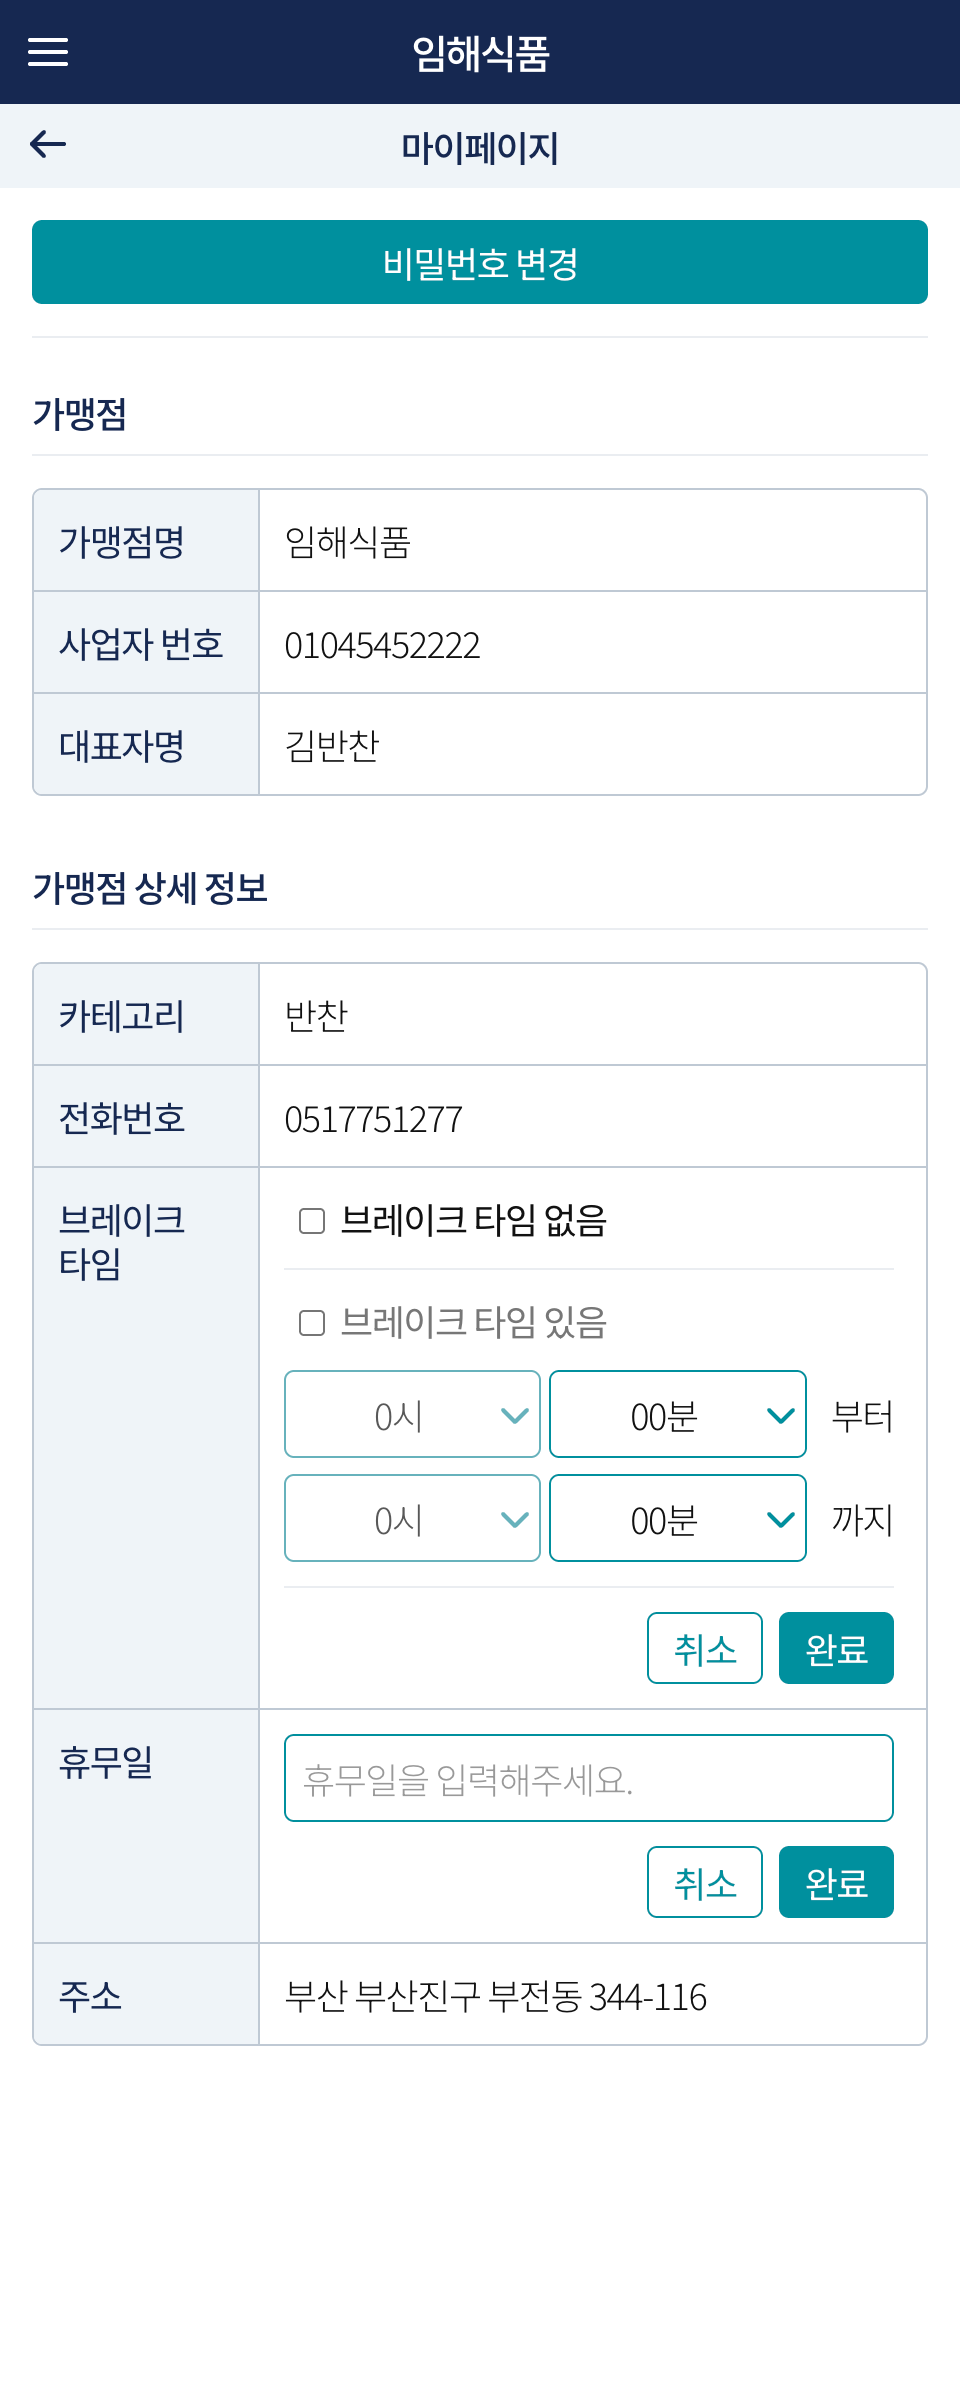 임해식품
마이페이지
비밀번호 변경
가맹점
가맹점명 임해식품
사업자 번호 01045452222
대표자명 김반찬
가맹점 상세 정보
카테고리 반찬
전화번호 0517751277
브레이크
타임
브레이크 타임 없음
브레이크 타임 있음
0시 00분 부터
0시 00분 까지
취소 완료
휴무일
휴무일을 입력해주세요.
취소 완료
주소 부산 부산진구 부전동 344-116